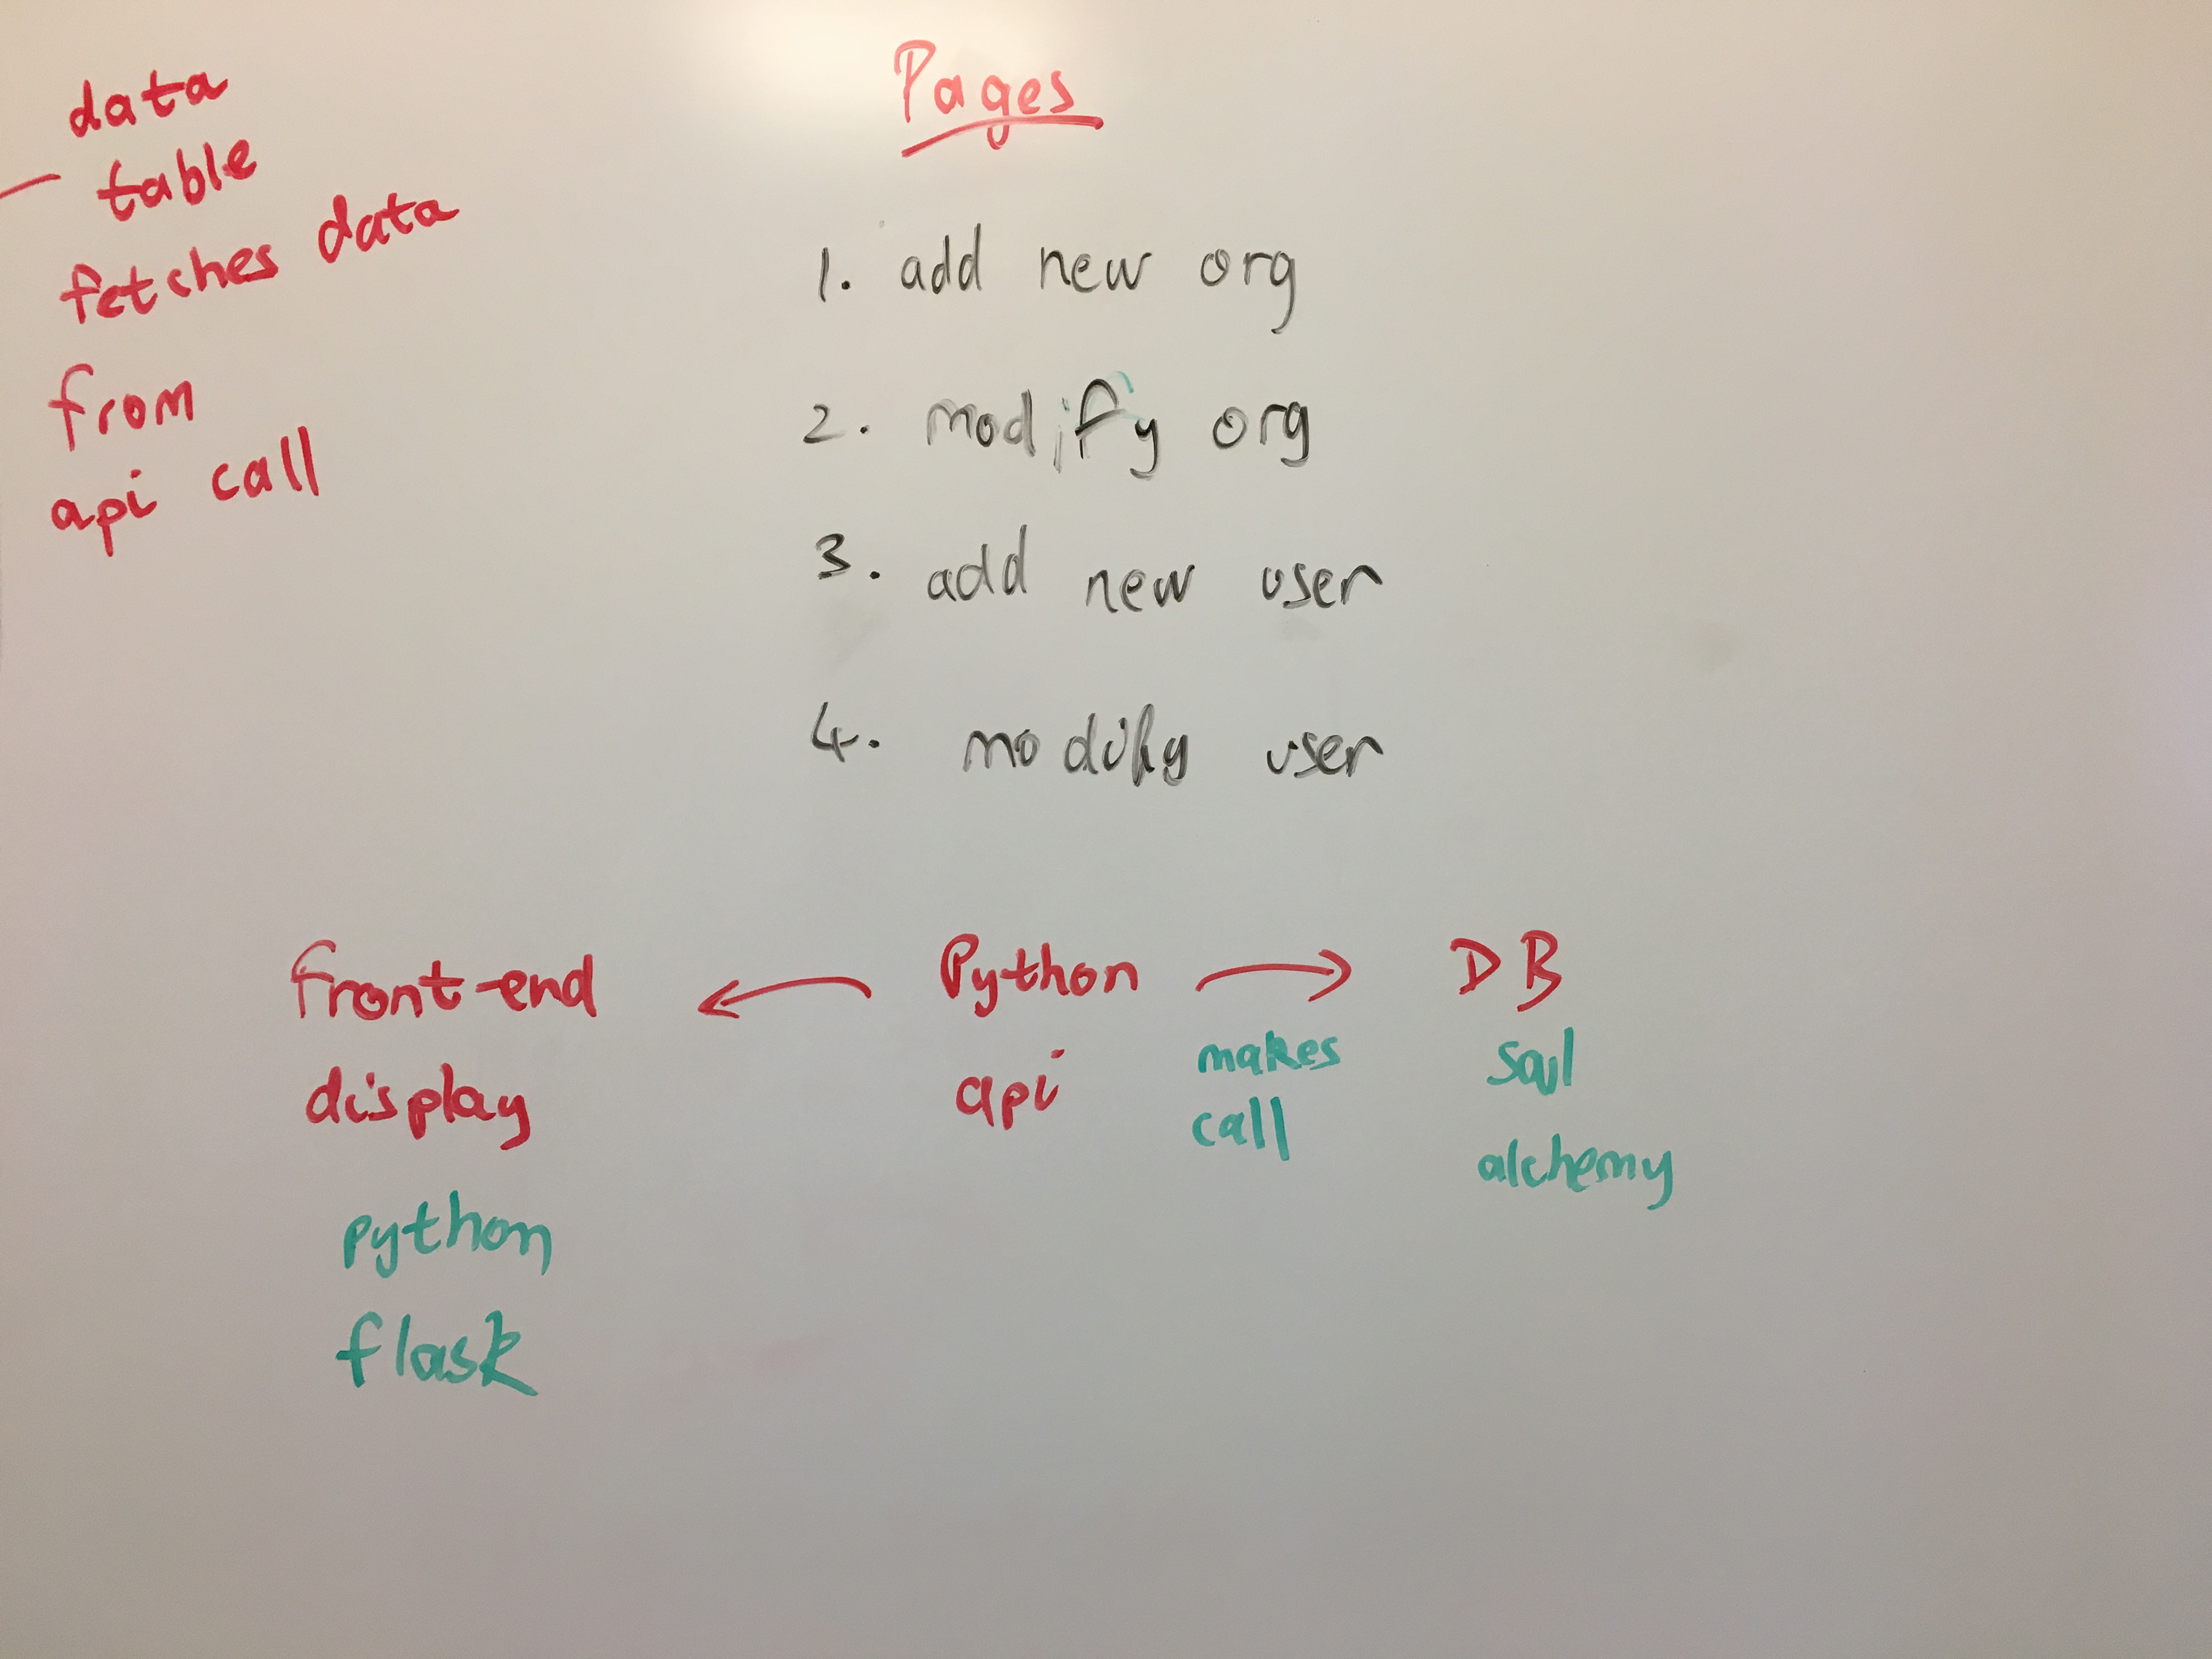 data
table
fetches data
from
api call
Pages
1. add new org
2. modify org
3. add new user
4. modify user
front-end
display
python
flask
Python
api
makes
call
DB
sql
alchemy